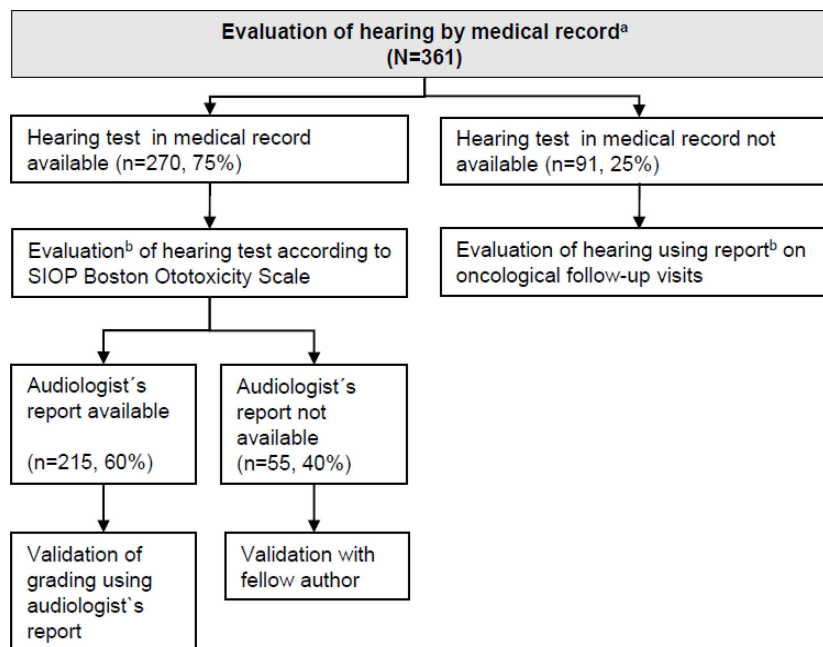 Evaluation of hearing by medical recordᵃ
(N=361)
Hearing test in medical record
available (n=270, 75%)
Hearing test in medical record not
available (n=91, 25%)
Evaluationᵇ of hearing test according to
SIOP Boston Ototoxicity Scale
Evaluation of hearing using reportᵇ on
oncological follow-up visits
Audiologist´s
report available
(n=215, 60%)
Audiologist´s
report not
available
(n=55, 40%)
Validation of
grading using
audiologist`s
report
Validation with
fellow author